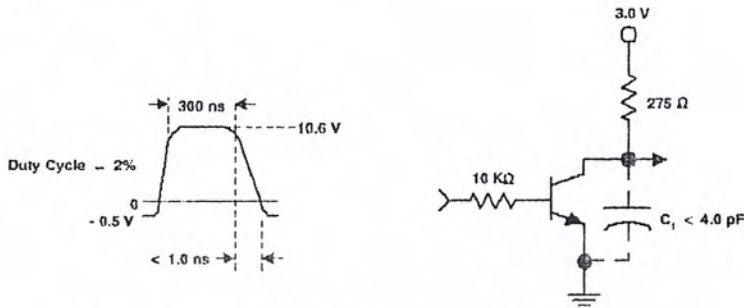 3.0 V
300 ns
275 Ω
10.6 V
Duty Cycle – 2%
10 KΩ
0
- 0.5 V
C₁ < 4.0 pF
< 1.0 ns